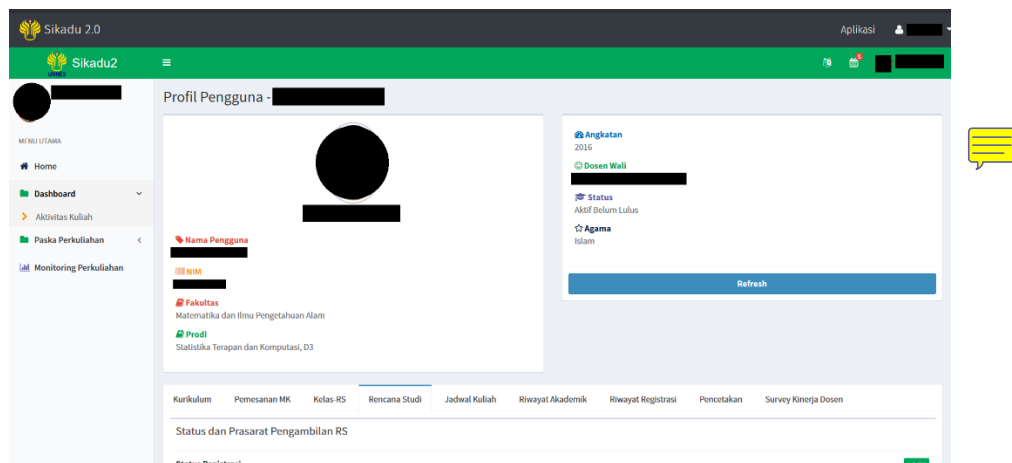 Sikadu 2.0
Aplikasi
UNNES
Sikadu2
Profil Pengguna -
MENU UTAMA
Home
Dashboard
Aktivitas Kuliah
Paska Perkuliahan
Monitoring Perkuliahan
Nama Pengguna
NIM
Fakultas
Matematika dan Ilmu Pengetahuan Alam
Prodi
Statistika Terapan dan Komputasi, D3
Angkatan
2016
Dosen Wali
Status
Aktif Belum Lulus
Agama
Islam
Refresh
Kurikulum Pemesanan MK Kelas-RS Rencana Studi Jadwal Kuliah Riwayat Akademik Riwayat Registrasi Pencetakan Survey Kinerja Dosen
Status dan Prasarat Pengambilan RS
Status Registrasi